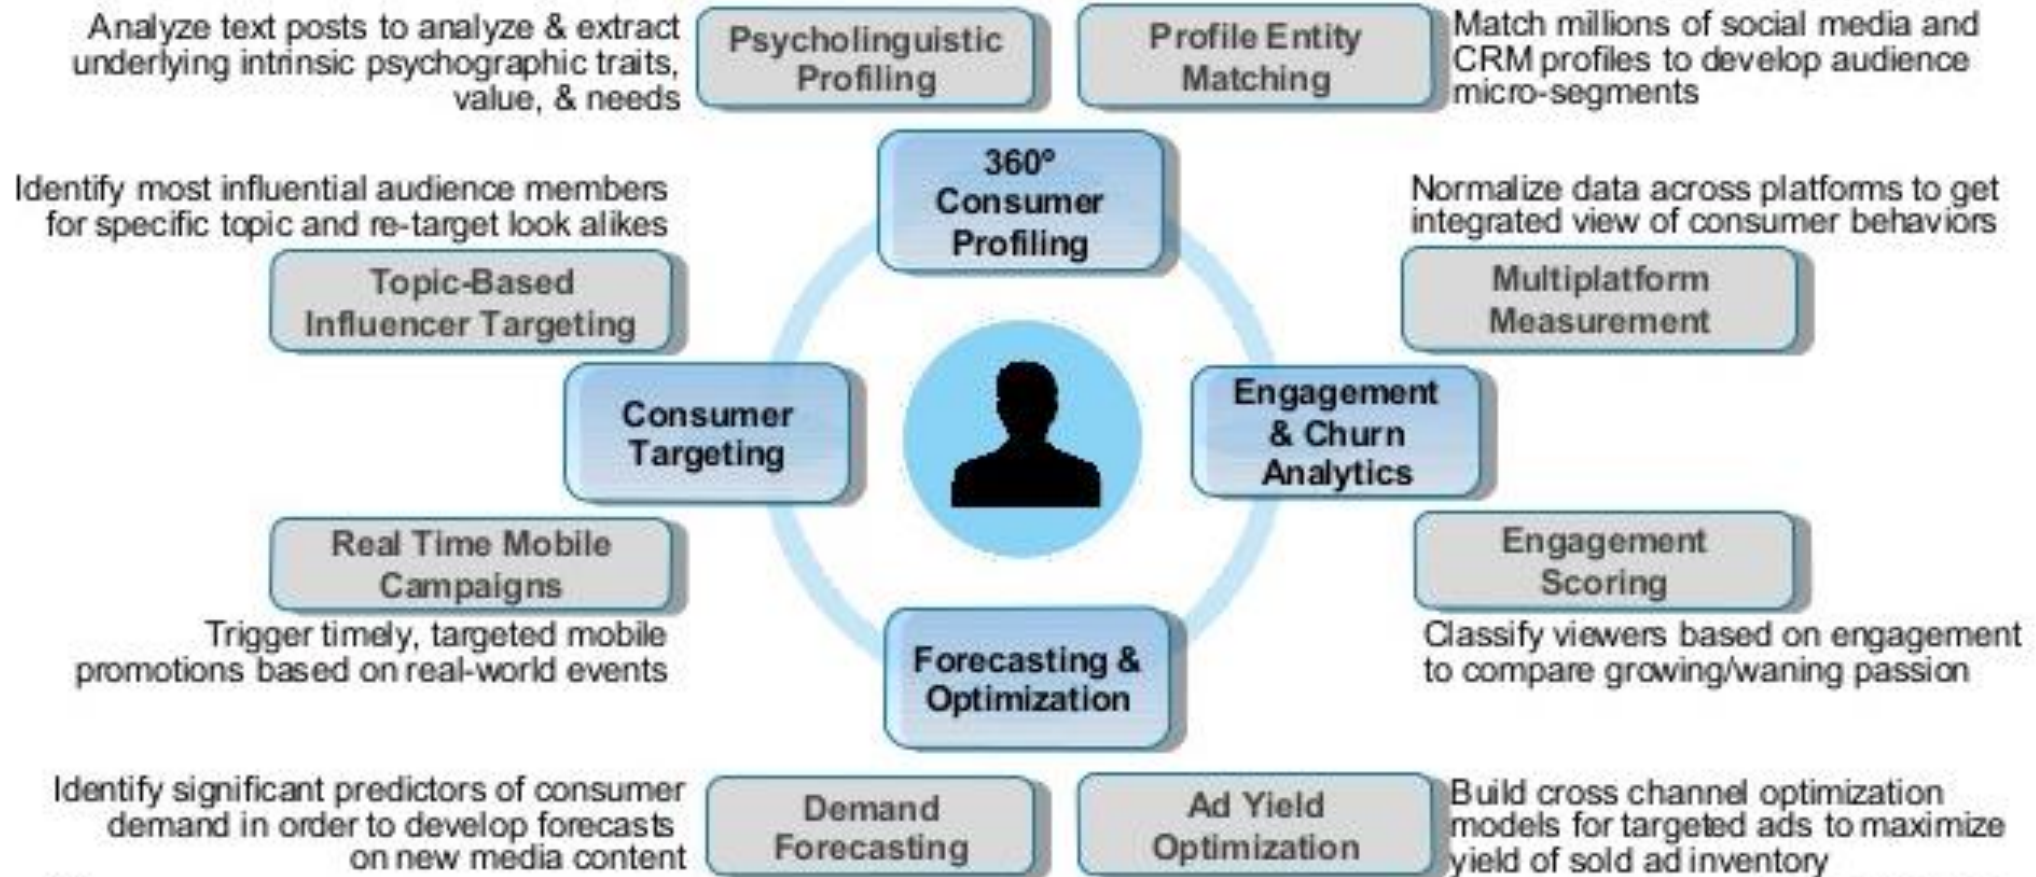 Analyze text posts to analyze & extract
underlying intrinsic psychographic traits,
value, & needs
Psycholinguistic
Profiling
Profile Entity
Matching
Match millions of social media and
CRM profiles to develop audience
micro-segments
360º
Consumer
Profiling
Identify most influential audience members
for specific topic and re-target look alikes
Topic-Based
Influencer Targeting
Normalize data across platforms to get
integrated view of consumer behaviors
Multiplatform
Measurement
Consumer
Targeting
Engagement
& Churn
Analytics
Real Time Mobile
Campaigns
Trigger timely, targeted mobile
promotions based on real-world events
Engagement
Scoring
Classify viewers based on engagement
to compare growing/waning passion
Forecasting &
Optimization
Identify significant predictors of consumer
demand in order to develop forecasts
on new media content
Demand
Forecasting
Ad Yield
Optimization
Build cross channel optimization
models for targeted ads to maximize
yield of sold ad inventory